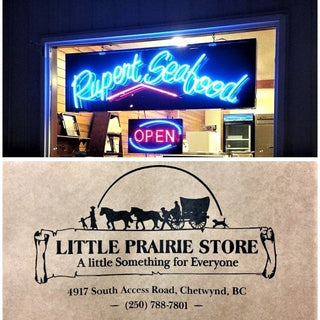 Rupert Seafood
OPEN
LITTLE PRAIRIE STORE
A little Something for Everyone
4917 South Access Road, Chetwynd, BC
— (250) 788-7801 —